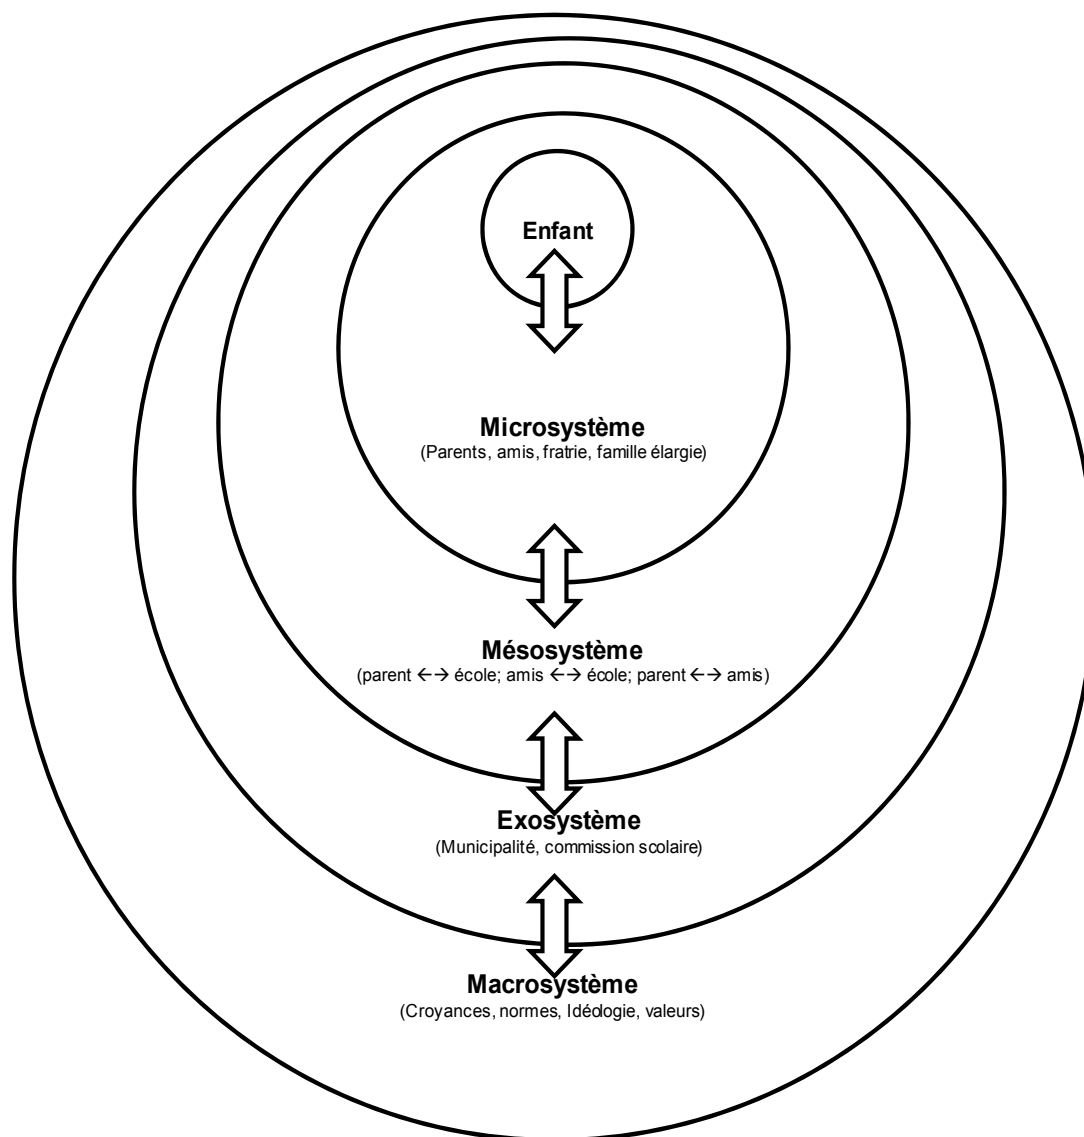 Enfant
Microsystème
(Parents, amis, fratrie, famille élargie)
Mésosystème
(parent ←→ école; amis ←→ école; parent ←→ amis)
Exosystème
(Municipalité, commission scolaire)
Macrosystème
(Croyances, normes, Idéologie, valeurs)